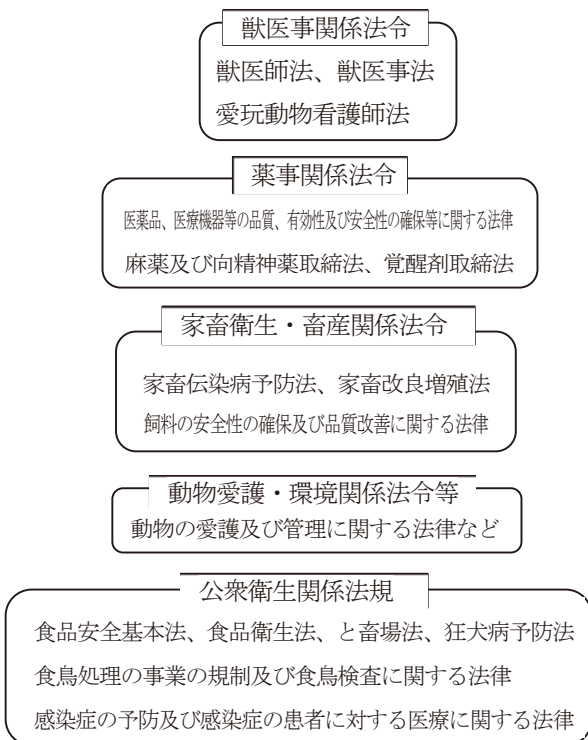 獣医事関係法令
獣医師法、獣医事法
愛玩動物看護師法
薬事関係法令
医薬品、医療機器等の品質、有効性及び安全性の確保等に関する法律
麻薬及び向精神薬取締法、覚醒剤取締法
家畜衛生・畜産関係法令
家畜伝染病予防法、家畜改良増殖法
飼料の安全性の確保及び品質改善に関する法律
動物愛護・環境関係法令等
動物の愛護及び管理に関する法律など
公衆衛生関係法規
食品安全基本法、食品衛生法、と畜場法、狂犬病予防法
食鳥処理の事業の規制及び食鳥検査に関する法律
感染症の予防及び感染症の患者に対する医療に関する法律